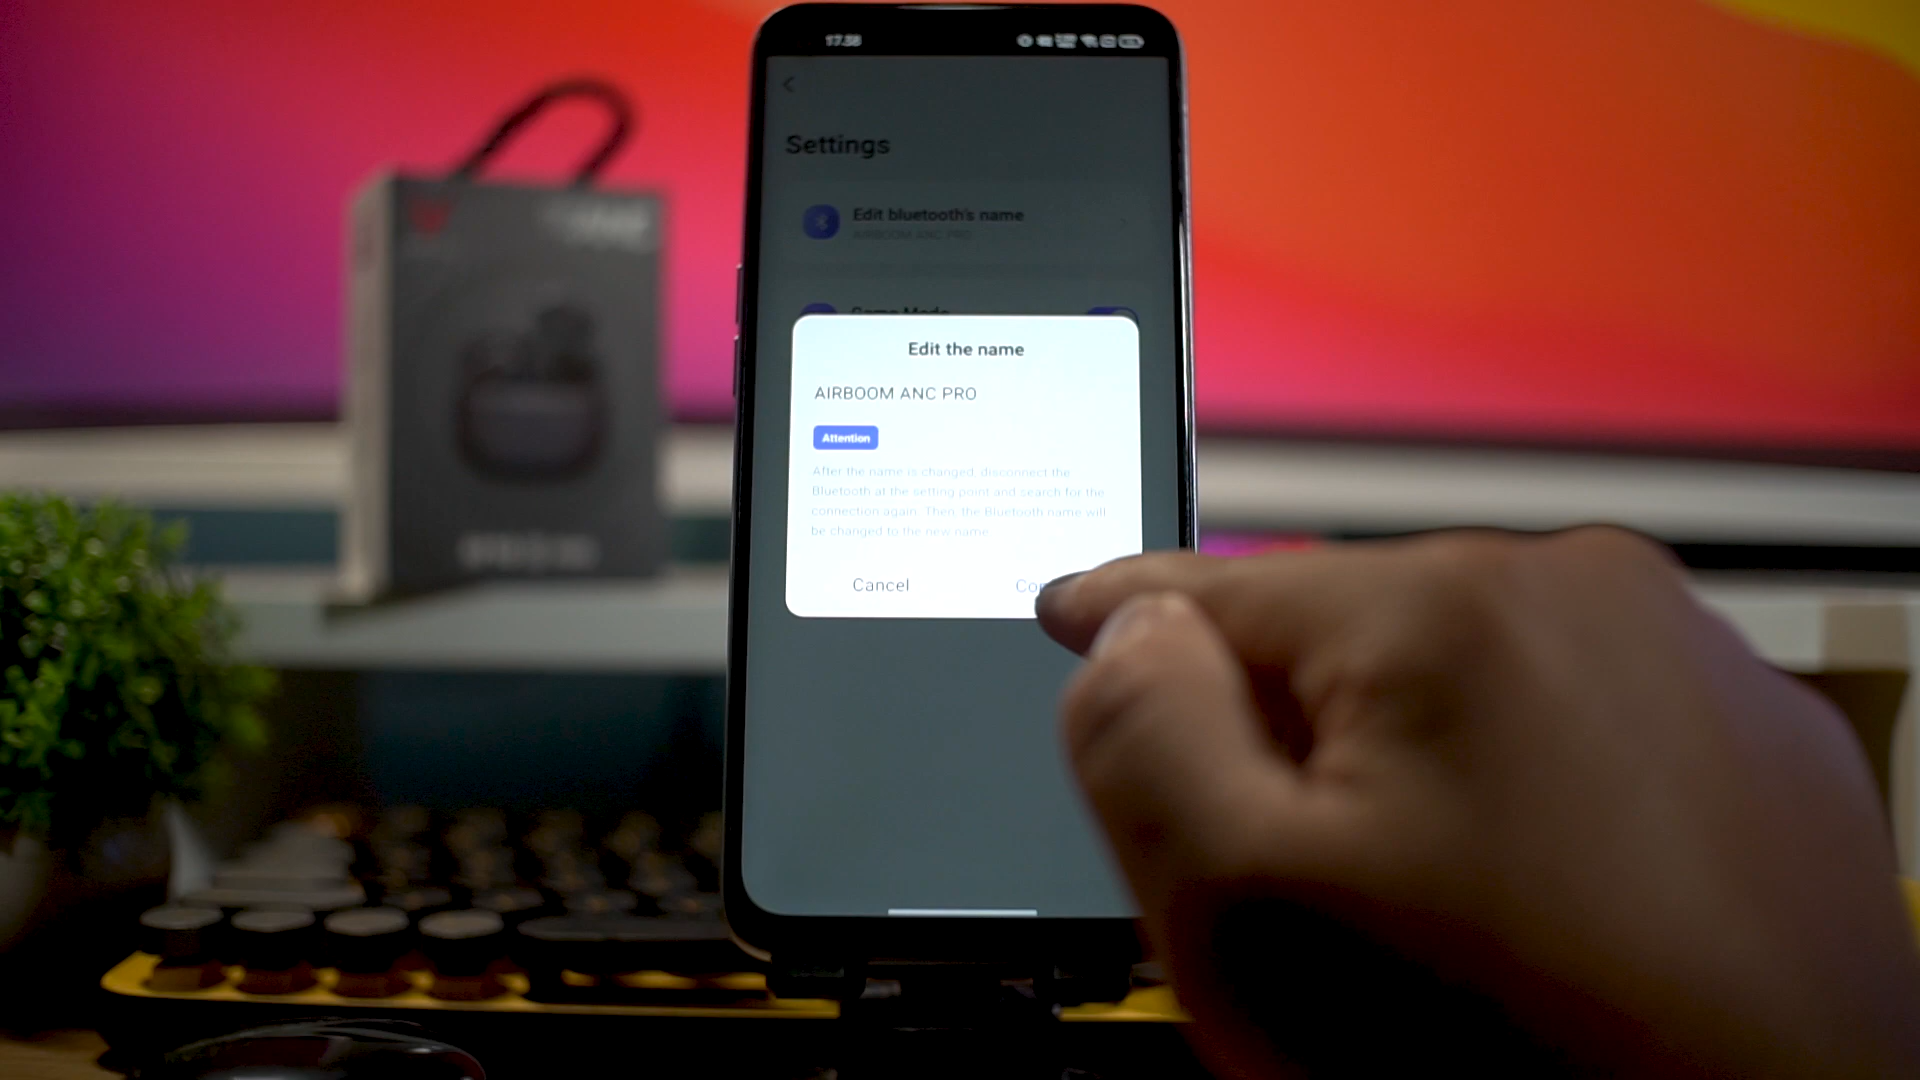 17.38
Settings
Edit bluetooth's name
AIRBOOM ANC PRO
Game Mode
Edit the name
AIRBOOM ANC PRO
Attention
After the name is changed, disconnect the
Bluetooth at the setting point and search for the
connection again. Then, the Bluetooth name will
be changed to the new name.
Cancel